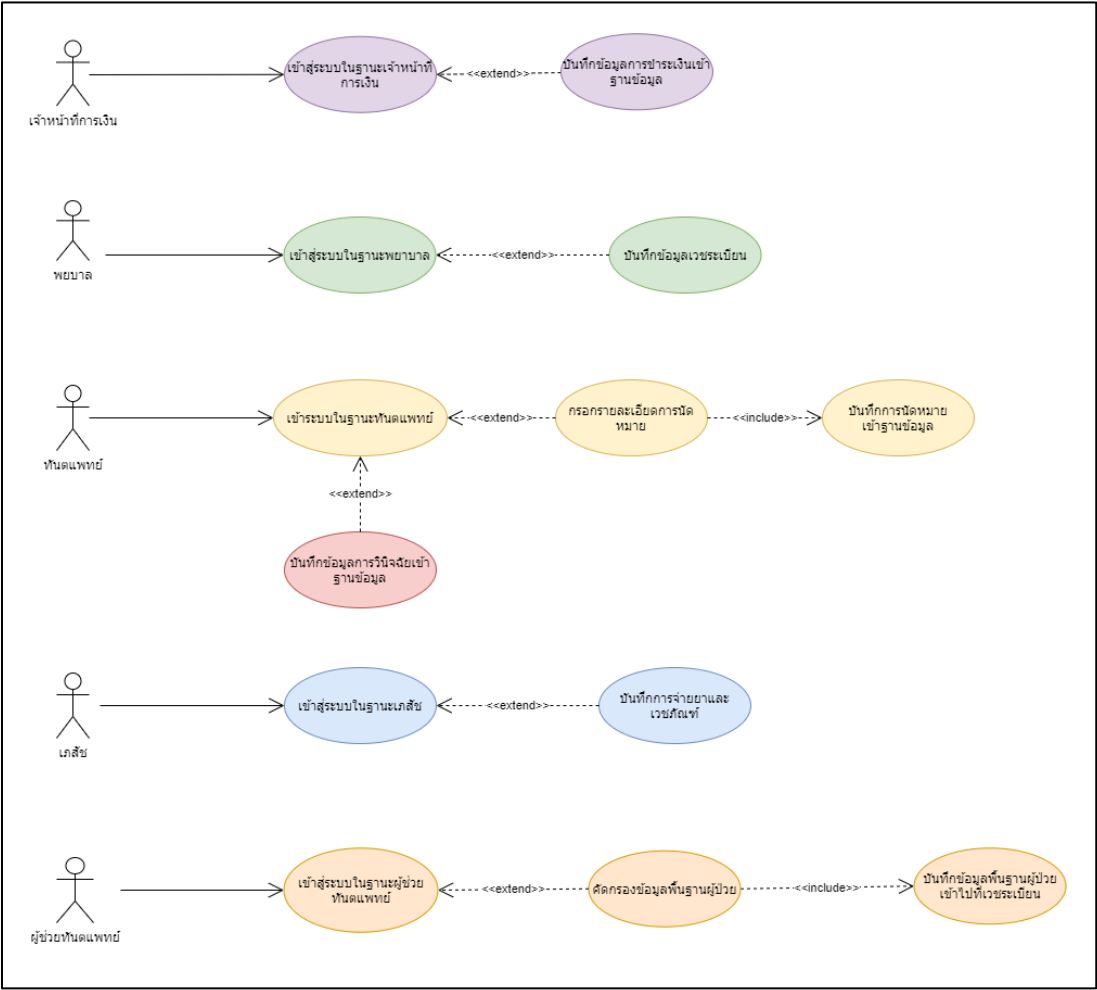 เข้าสู่ระบบในฐานะเจ้าหน้าที่
การเงิน
<<extend>>
บันทึกข้อมูลการชำระเงินเข้า
ฐานข้อมูล
เจ้าหน้าที่การเงิน
เข้าสู่ระบบในฐานะพยาบาล
<<extend>>
บันทึกข้อมูลเวชระเบียน
พยบาล
เข้าระบบในฐานะทันตแพทย์
<<extend>>
กรอกรายละเอียดการนัด
หมาย
<<include>>
บันทึกการนัดหมาย
เข้าฐานข้อมูล
ทันตแพทย์
<<extend>>
บันทึกข้อมูลการวินิจฉัยเข้า
ฐานข้อมูล
เข้าสู่ระบบในฐานะเภสัช
<<extend>>
บันทึกการจ่ายยาและ
เวชภัณฑ์
เภสัช
เข้าสู่ระบบในฐานะผู้ช่วย
ทันตแพทย์
<<extend>>
คัดกรองข้อมูลพื้นฐานผู้ป่วย
<<include>>
บันทึกข้อมูลพื้นฐานผู้ป่วย
เข้าไปที่เวชระเบียน
ผู้ช่วยทันตแพทย์